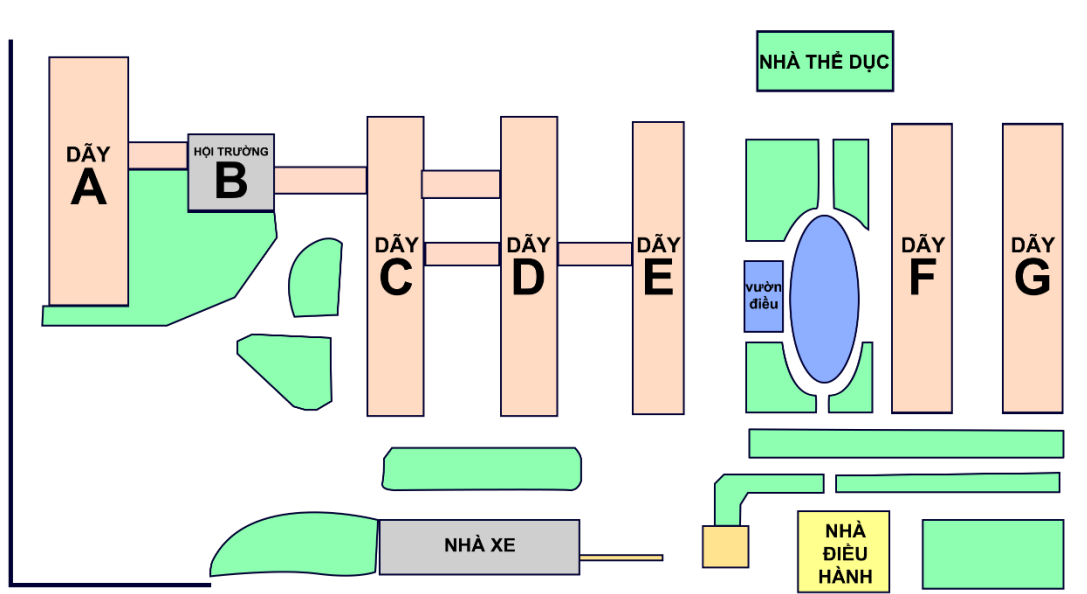 NHÀ THỂ DỤC
DÃY
A
HỘI TRƯỜNG
B
DÃY
C
DÃY
D
DÃY
E
vườn
điều
DÃY
F
DÃY
G
NHÀ XE
NHÀ
ĐIỀU
HÀNH